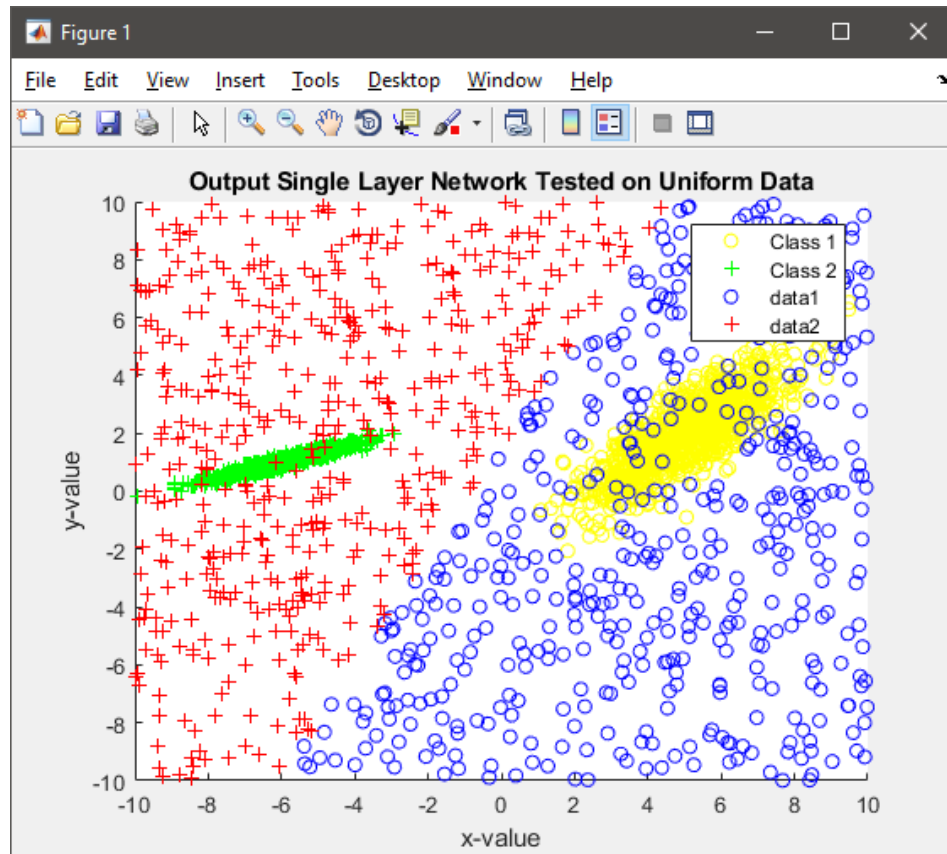 Figure 1
File Edit View Insert Tools Desktop Window Help
Output Single Layer Network Tested on Uniform Data
10
8
6
4
2
0
-2
-4
-6
-8
-10
y-value
Class 1
Class 2
data1
data2
-10 -8 -6 -4 -2 0 2 4 6 8 10
x-value